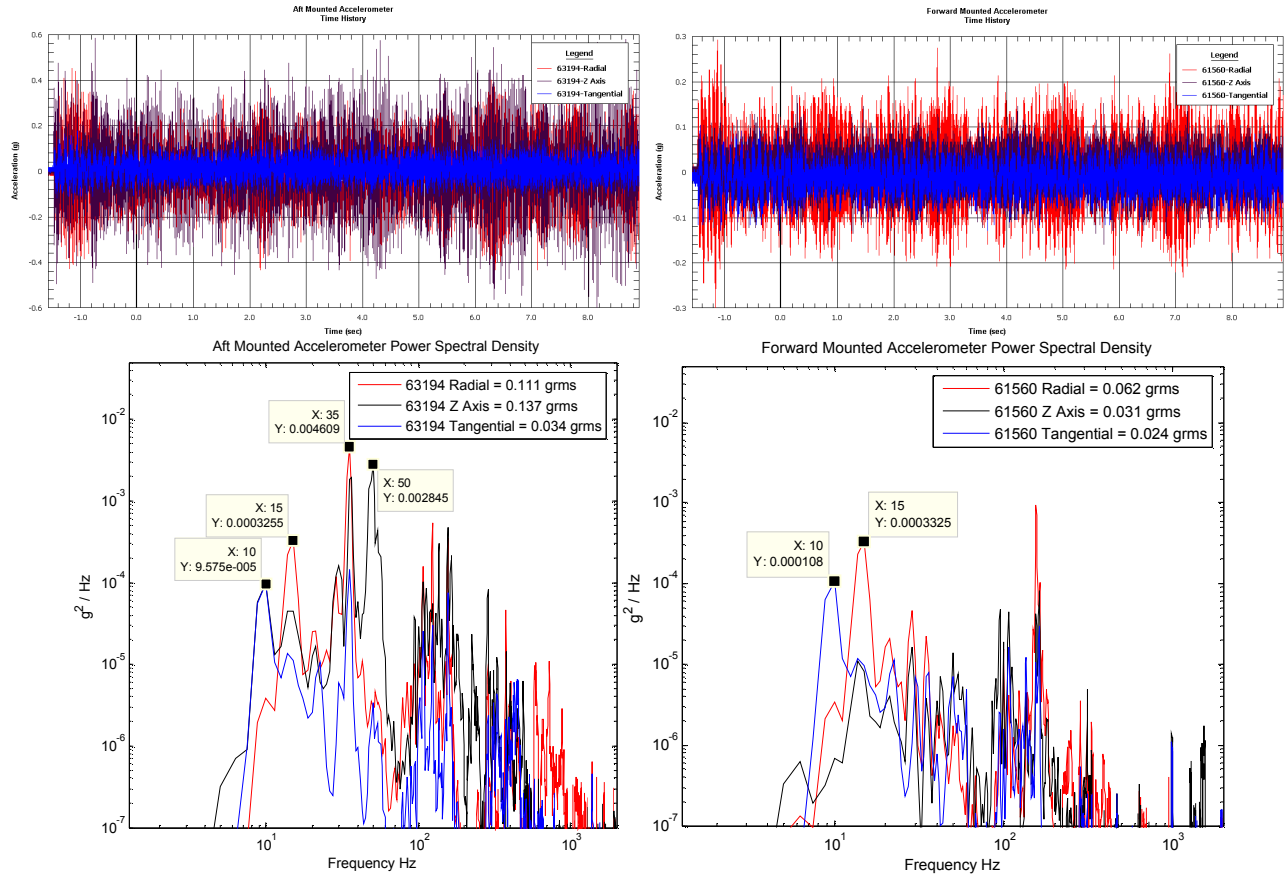 Aft Mounted Accelerometer
Time History
0.6
0.4
0.2
0
-0.2
-0.4
-0.6
Acceleration (g)
Legend
63194-Radial
63194-Z Axis
63194-Tangential
-1.0 0.0 1.0 2.0 3.0 4.0 5.0 6.0 7.0 8.0
Time (sec)
Forward Mounted Accelerometer
Time History
0.3
0.2
0.1
0
-0.1
-0.2
-0.3
Acceleration (g)
Legend
61560-Radial
61560-Z Axis
61560-Tangential
-1.0 0.0 1.0 2.0 3.0 4.0 5.0 6.0 7.0 8.0
Time (sec)
Aft Mounted Accelerometer Power Spectral Density
63194 Radial = 0.111 grms
63194 Z Axis = 0.137 grms
63194 Tangential = 0.034 grms
X: 35
Y: 0.004609
X: 50
Y: 0.002845
X: 15
Y: 0.0003255
X: 10
Y: 9.575e-005
10^-2
10^-3
10^-4
10^-5
10^-6
10^-7
g^2 / Hz
10^1 10^2 10^3
Frequency Hz
Forward Mounted Accelerometer Power Spectral Density
61560 Radial = 0.062 grms
61560 Z Axis = 0.031 grms
61560 Tangential = 0.024 grms
X: 15
Y: 0.0003325
X: 10
Y: 0.000108
10^-2
10^-3
10^-4
10^-5
10^-6
10^-7
g^2 / Hz
10^1 10^2 10^3
Frequency Hz